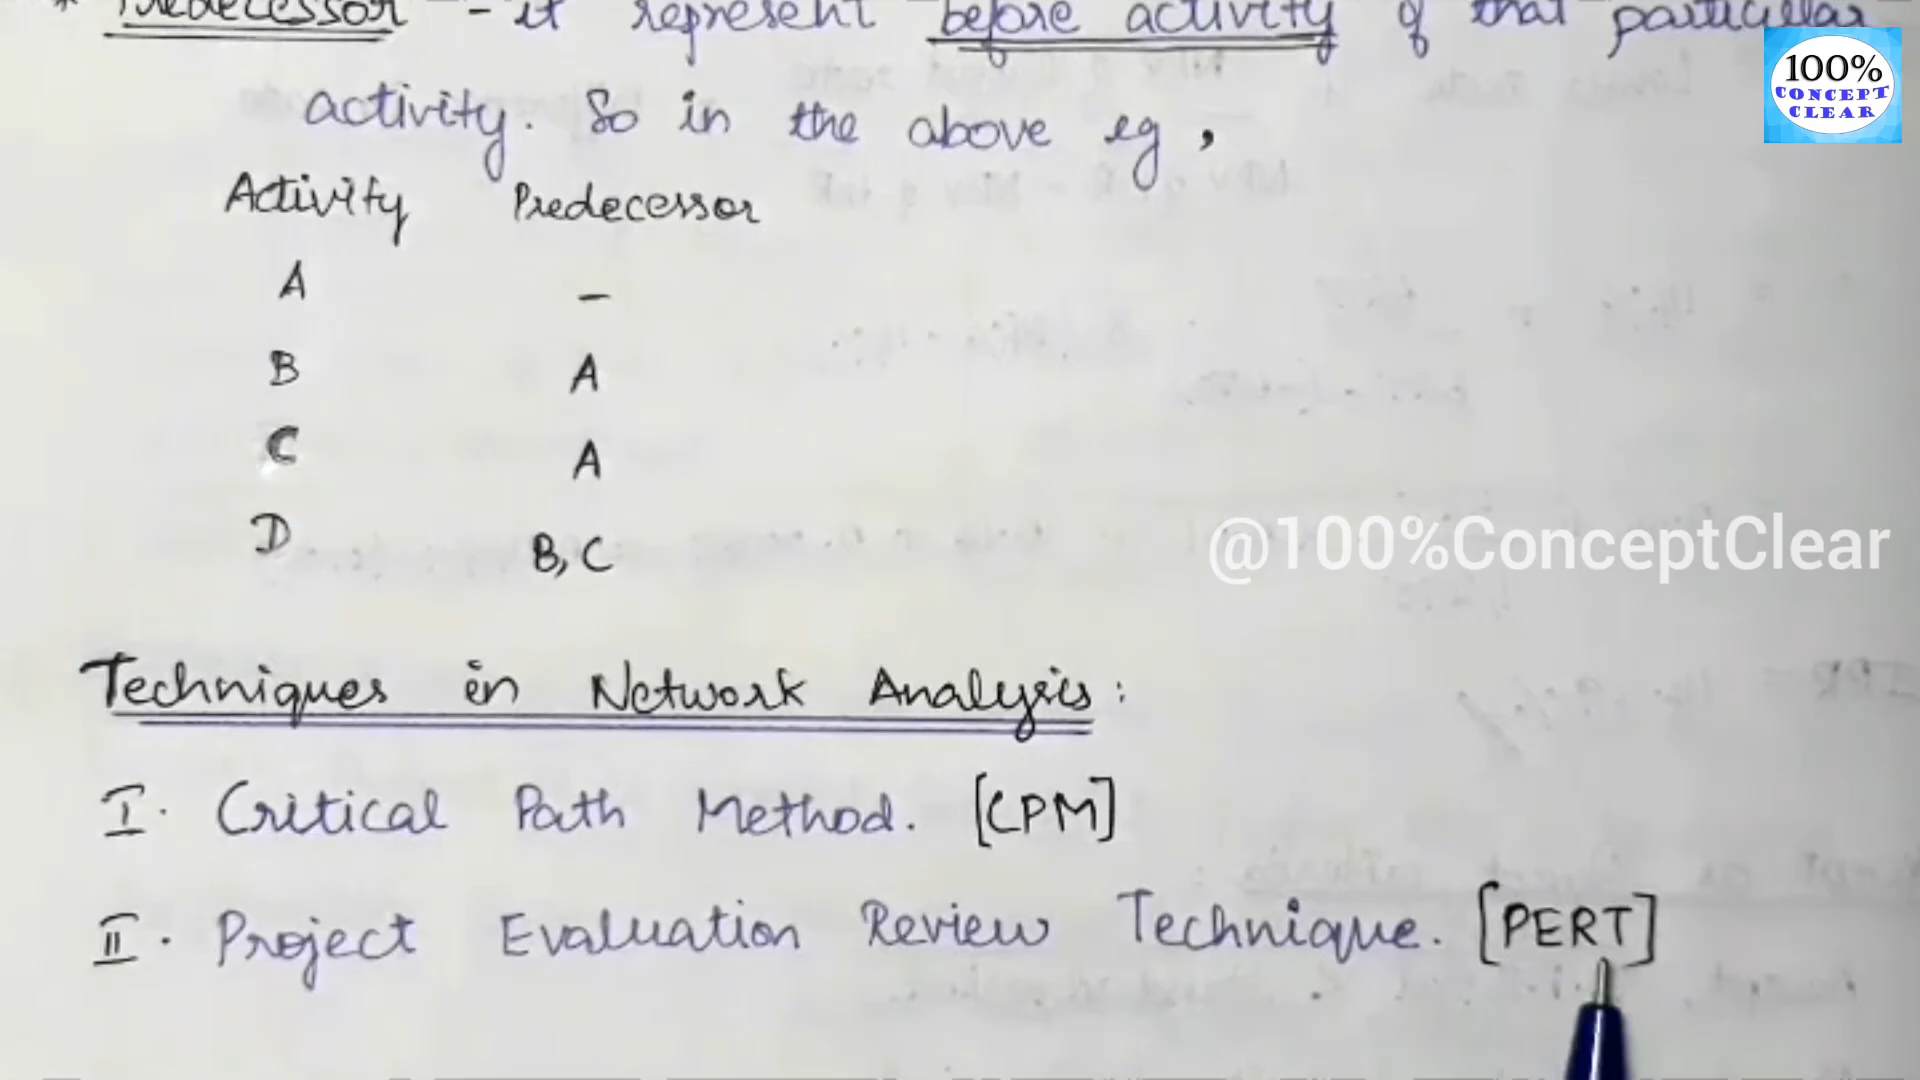 * Predecessor - it represent before activity of that particular
activity. So in the above eg,
Activity Predecessor
A -
B A
C A
D B, C
Techniques in Network Analysis:
I. Critical Path Method. [CPM]
II. Project Evaluation Review Technique. [PERT]
100%
CONCEPT
CLEAR
@100%ConceptClear